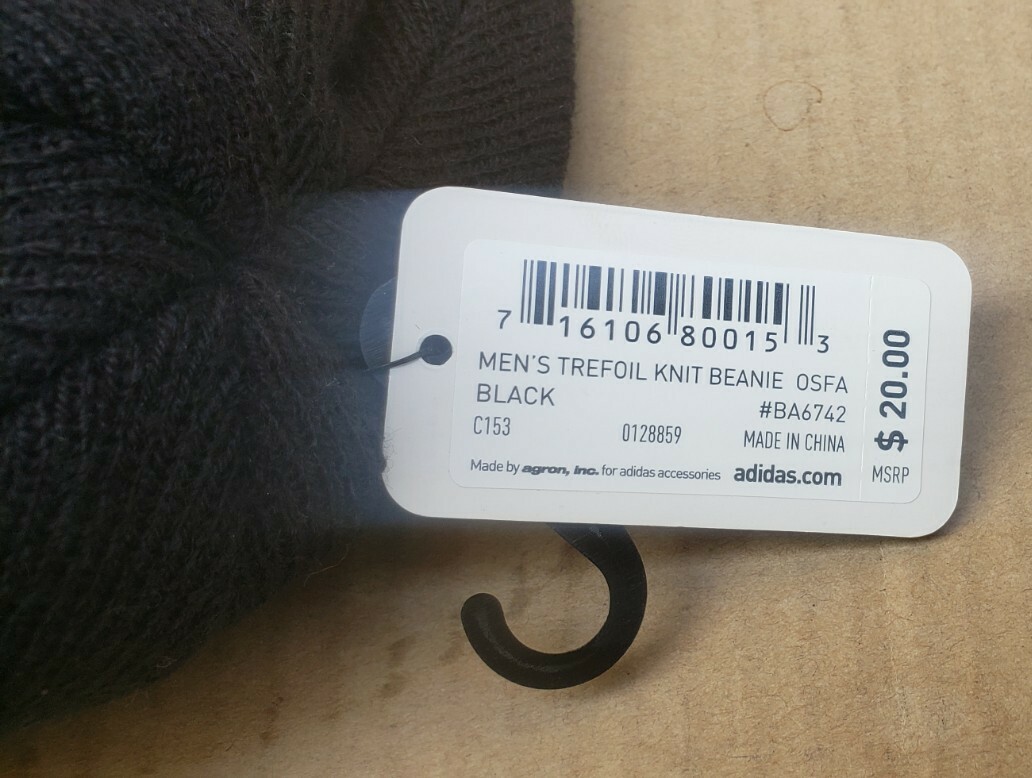 7 16106 80015 3
MEN'S TREFOIL KNIT BEANIE OSFA
BLACK #BA6742
C153 0128859 MADE IN CHINA
Made by agron, inc. for adidas accessories adidas.com
$ 20.00
MSRP